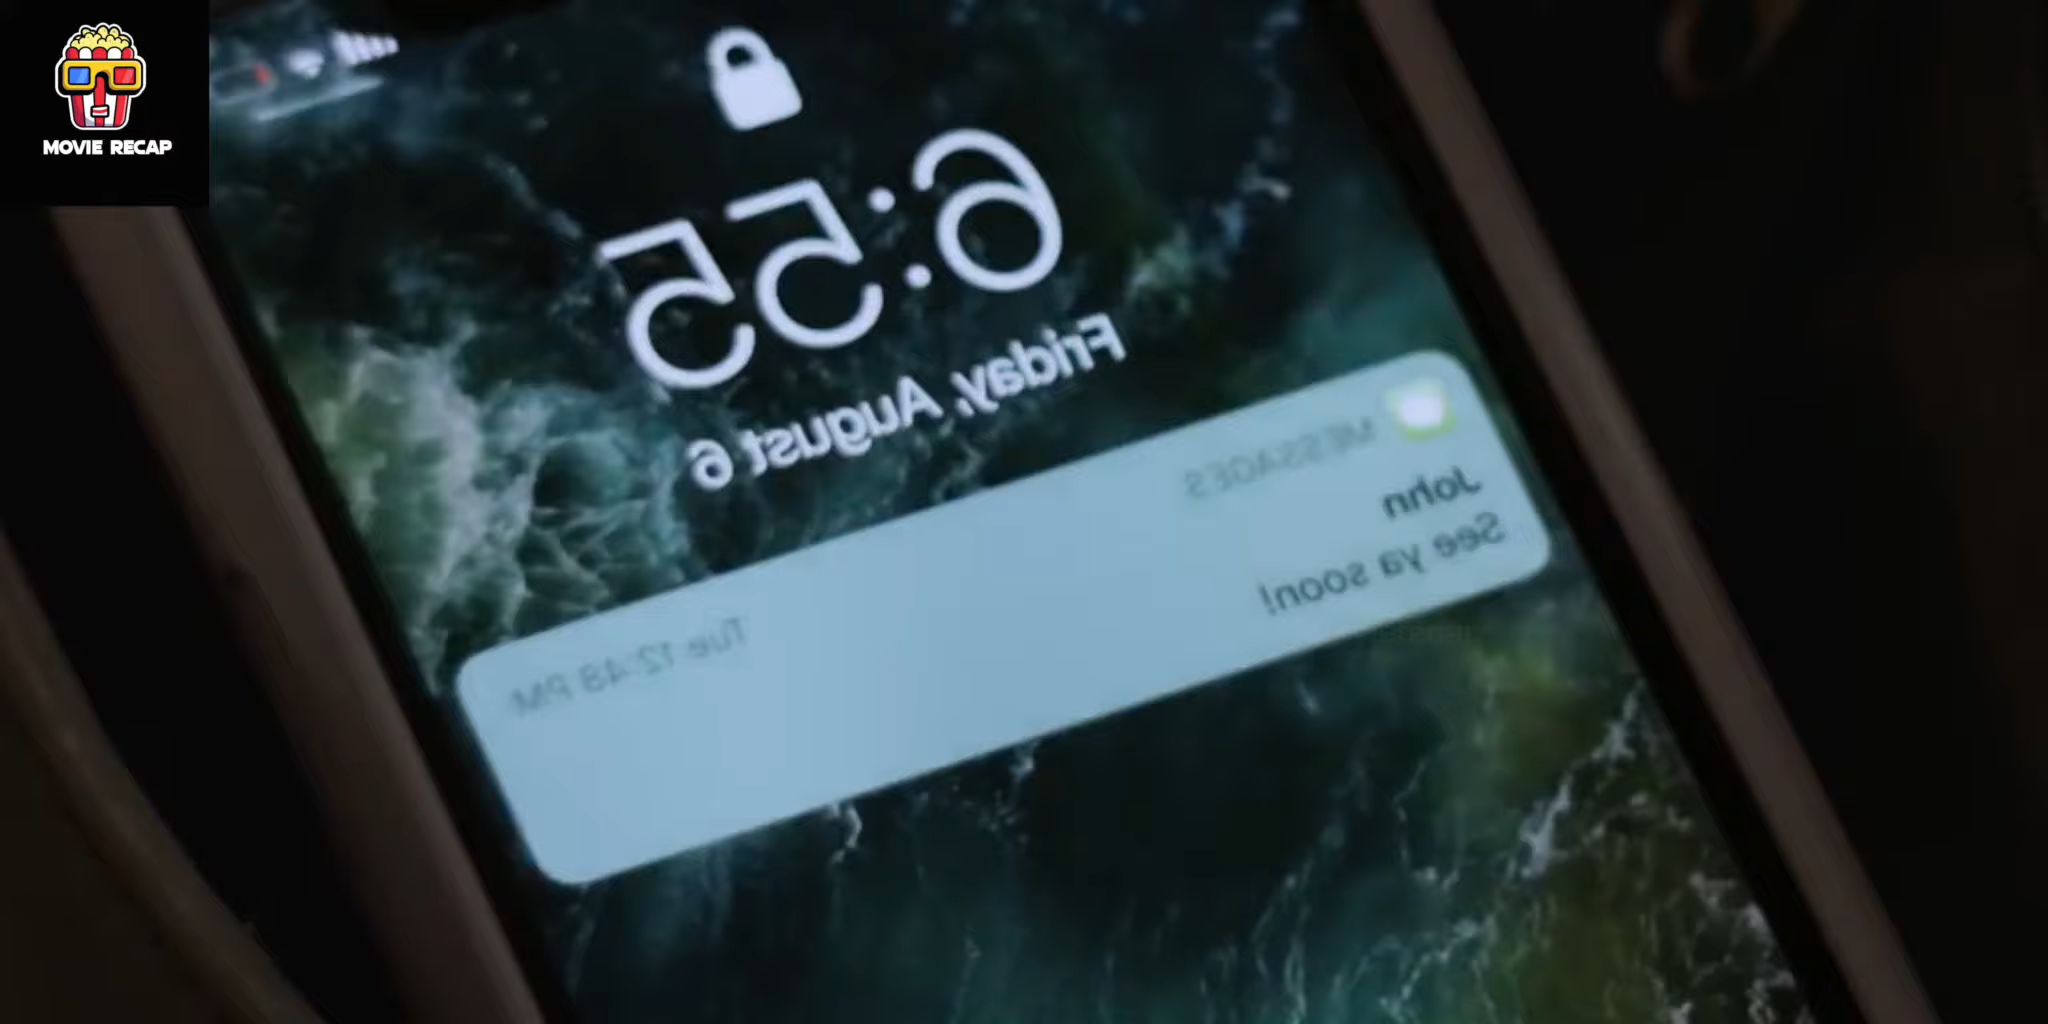 MOVIE RECAP
6:55
Friday, August 6
MESSAGES
Tue 12:48 PM
John
See ya soon!